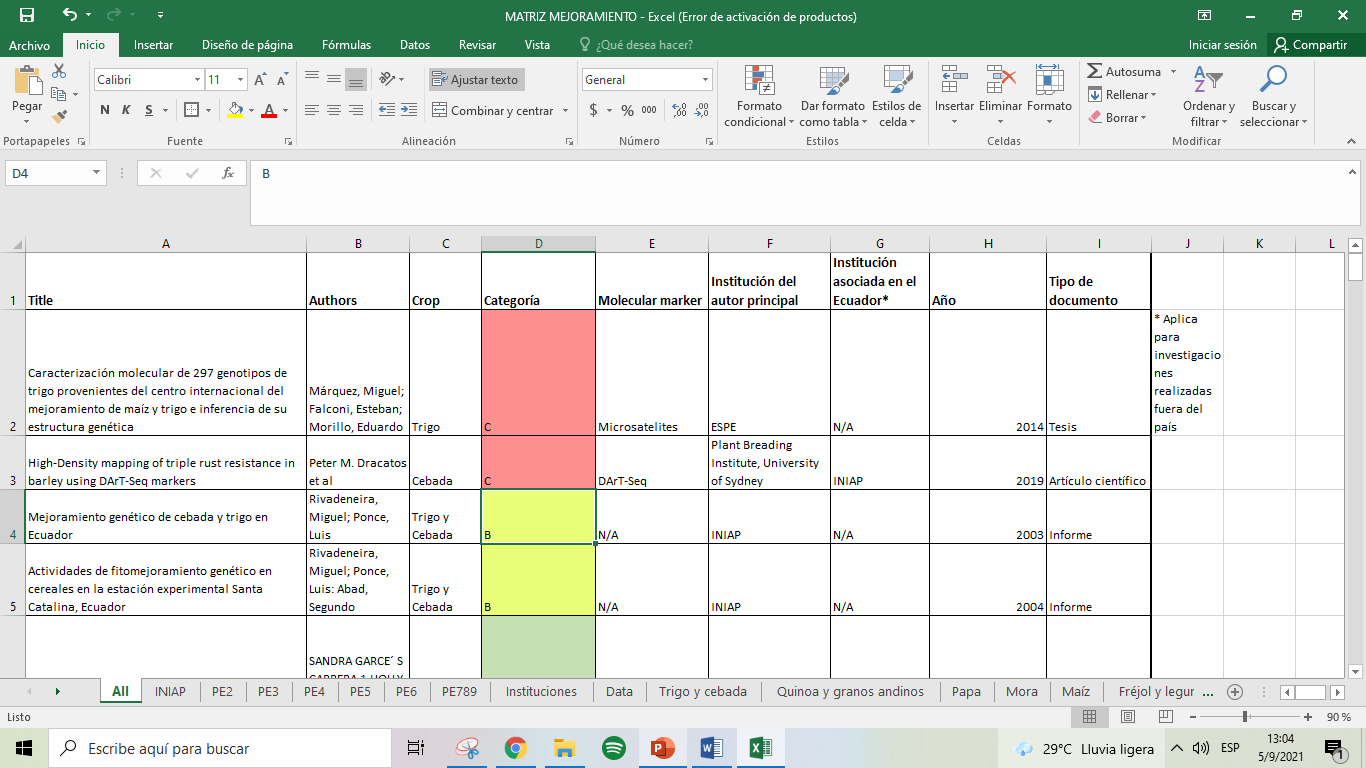 MATRIZ MEJORAMIENTO - Excel (Error de activación de productos)
Archivo Inicio Insertar Diseño de página Fórmulas Datos Revisar Vista ¿Qué desea hacer? Iniciar sesión Compartir
Pegar Calibri 11 Ajustar texto General Autosuma
N K S Combinar y centrar $ % 000 Rellenar
Borrar
Formato condicional Dar formato como tabla Estilos de celda Insertar Eliminar Formato Ordenar y filtrar Buscar y seleccionar
Portapapeles Fuente Alineación Número Estilos Celdas Modificar
D4 fx B
A B C D E F G H I J K L
1 Title Authors Crop Categoría Molecular marker Institución del autor principal Institución asociada en el Ecuador* Año Tipo de documento
2 Caracterización molecular de 297 genotipos de trigo provenientes del centro internacional del mejoramiento de maíz y trigo e inferencia de su estructura genética Márquez, Miguel; Falconi, Esteban; Morillo, Eduardo Trigo C Microsatelites ESPE N/A 2014 Tesis * Aplica para investigaciones realizadas fuera del país
3 High-Density mapping of triple rust resistance in barley using DArT-Seq markers Peter M. Dracatos et al Cebada C DArT-Seq Plant Breading Institute, University of Sydney INIAP 2019 Artículo científico
4 Mejoramiento genético de cebada y trigo en Ecuador Rivadeneira, Miguel; Ponce, Luis Trigo y Cebada B N/A INIAP N/A 2003 Informe
5 Actividades de fitomejoramiento genético en cereales en la estación experimental Santa Catalina, Ecuador Rivadeneira, Miguel; Ponce, Luis: Abad, Segundo Trigo y Cebada B N/A INIAP N/A 2004 Informe
SANDRA GARCE´ S
All INIAP PE2 PE3 PE4 PE5 PE6 PE789 Instituciones Data Trigo y cebada Quinoa y granos andinos Papa Mora Maíz Fréjol y legur ...
Listo 90 %
Escribe aquí para buscar 29°C Lluvia ligera ESP 13:04
5/9/2021 1